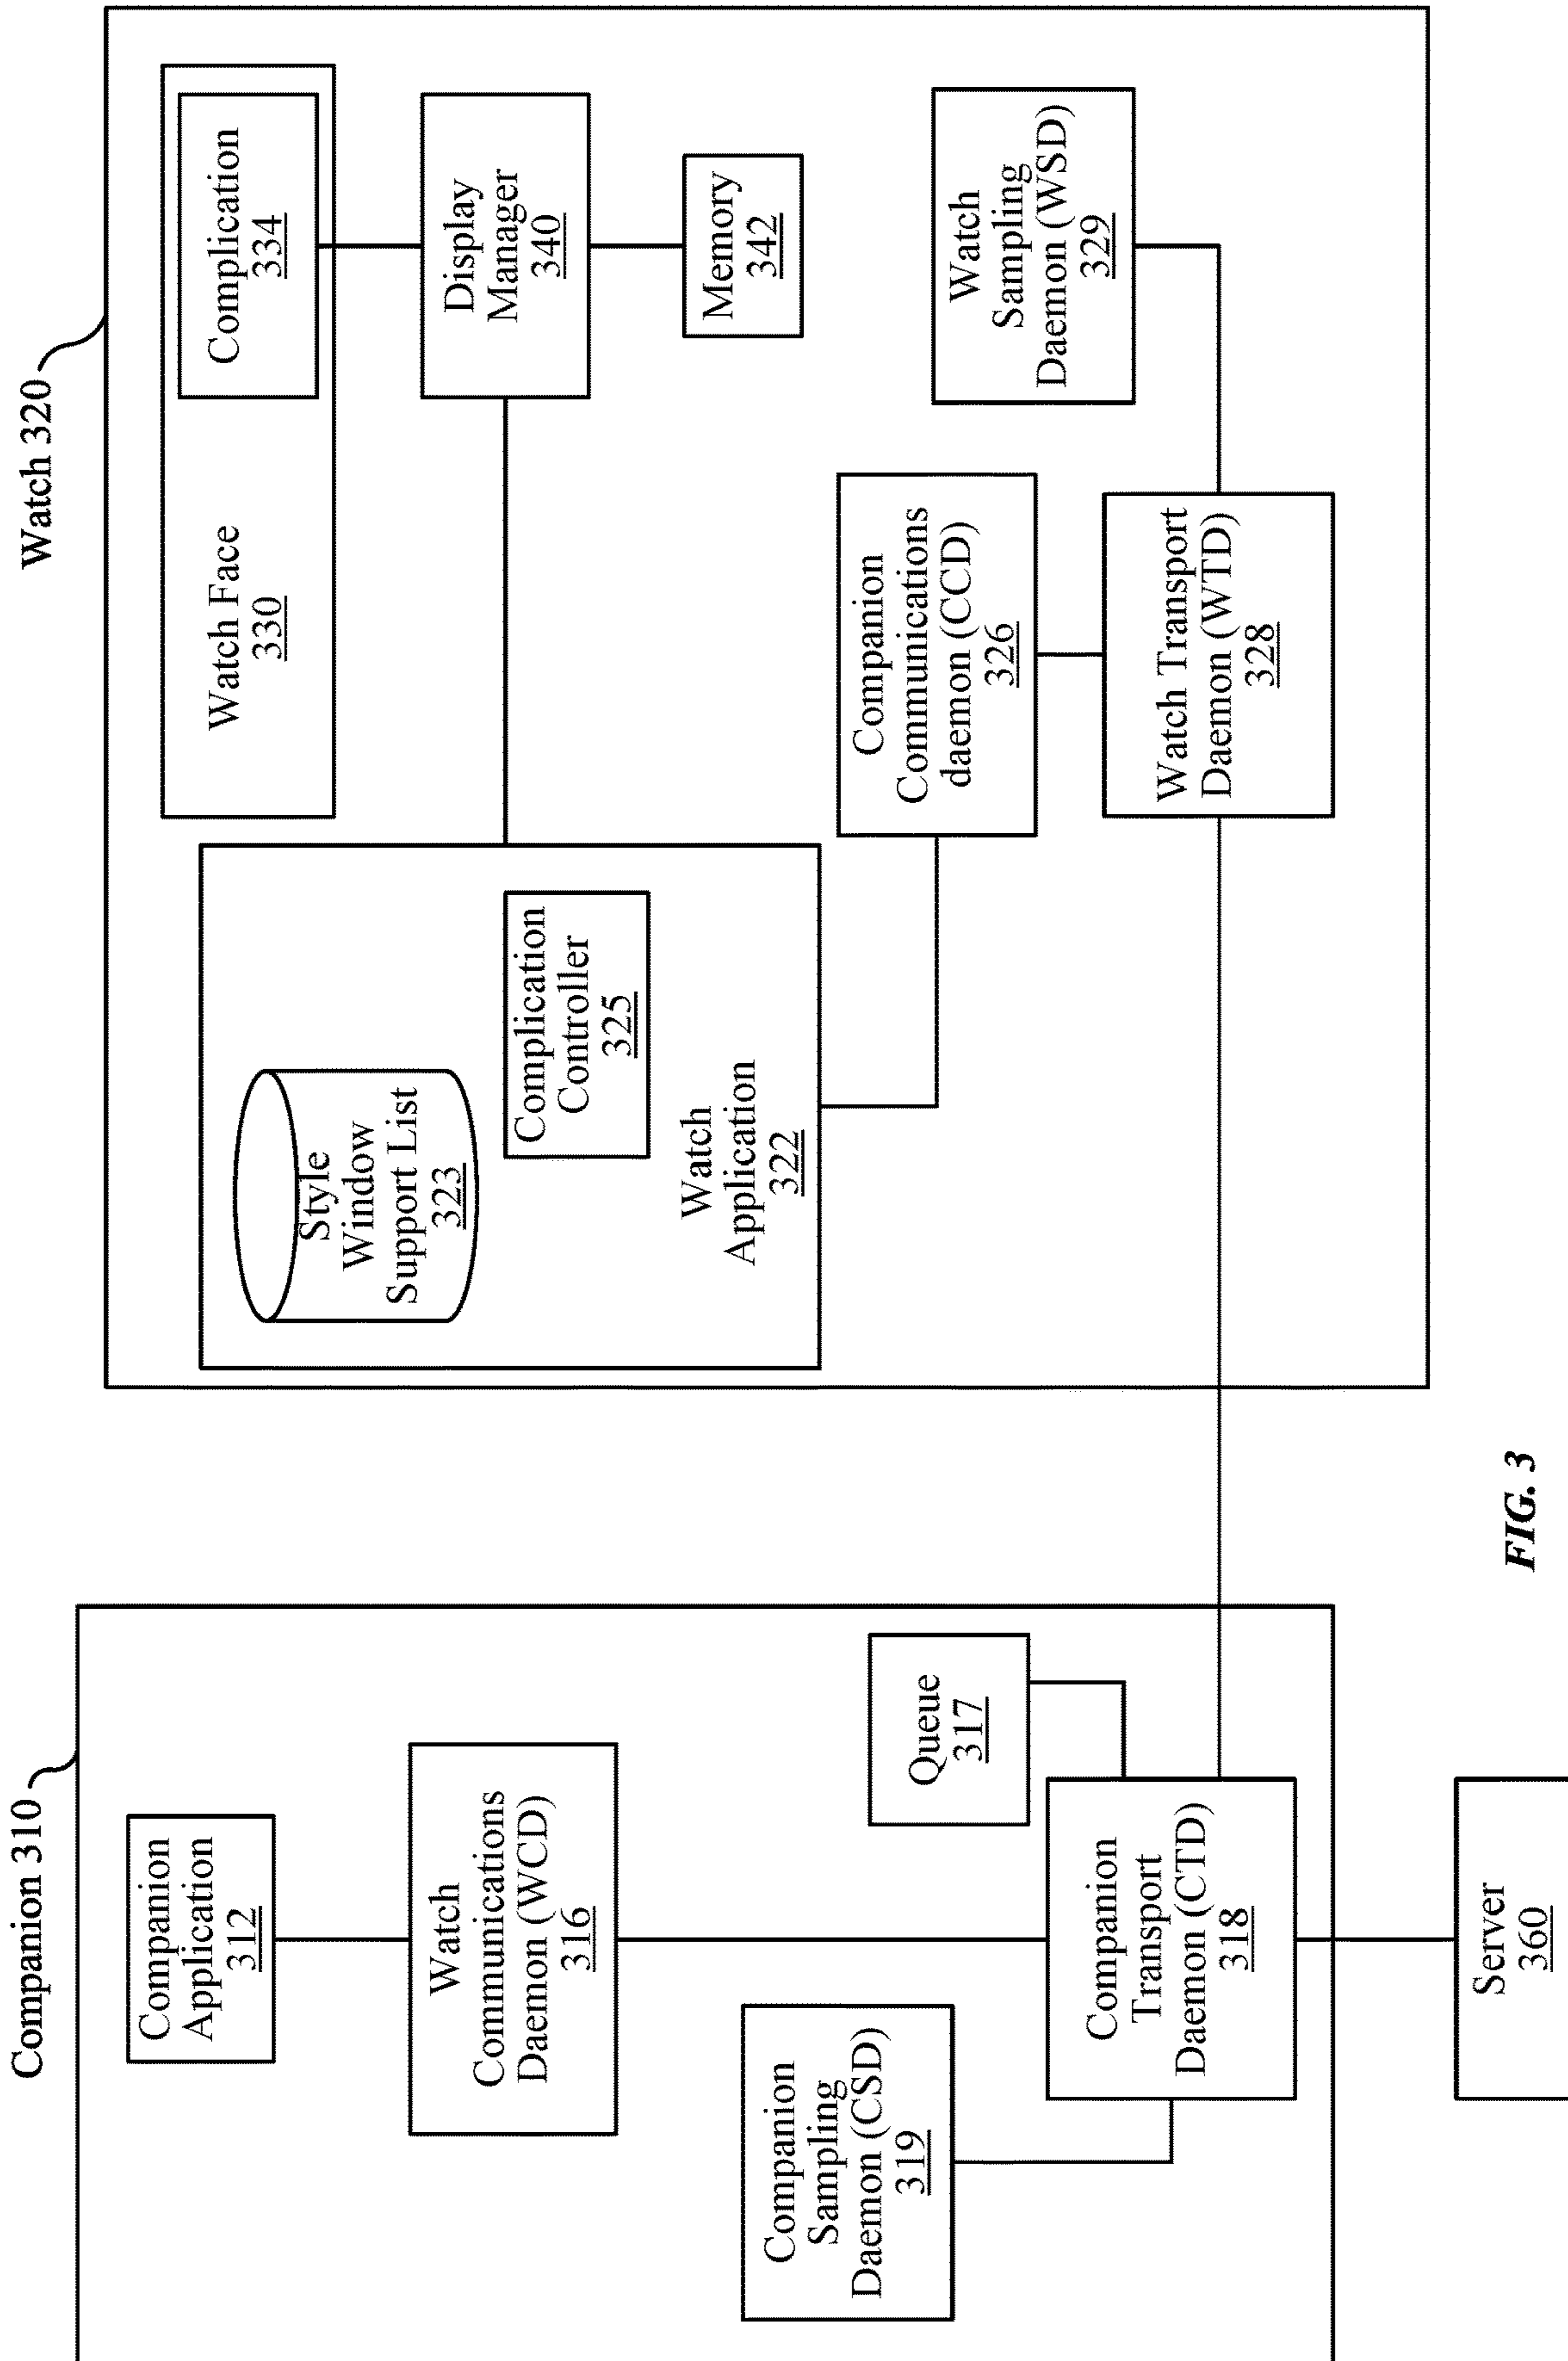 Companion 310
Companion
Application
312
Watch
Communications
Daemon (WCD)
316
Companion
Sampling
Daemon (CSD)
319
Queue
317
Companion
Transport
Daemon (CTD)
318
Server
360
Watch 320
Style
Window
Support List
323
Complication
Controller
325
Watch
Application
322
Watch Face
330
Complication
334
Display
Manager
340
Memory
342
Companion
Communications
daemon (CCD)
326
Watch
Sampling
Daemon (WSD)
329
Watch Transport
Daemon (WTD)
328
FIG. 3